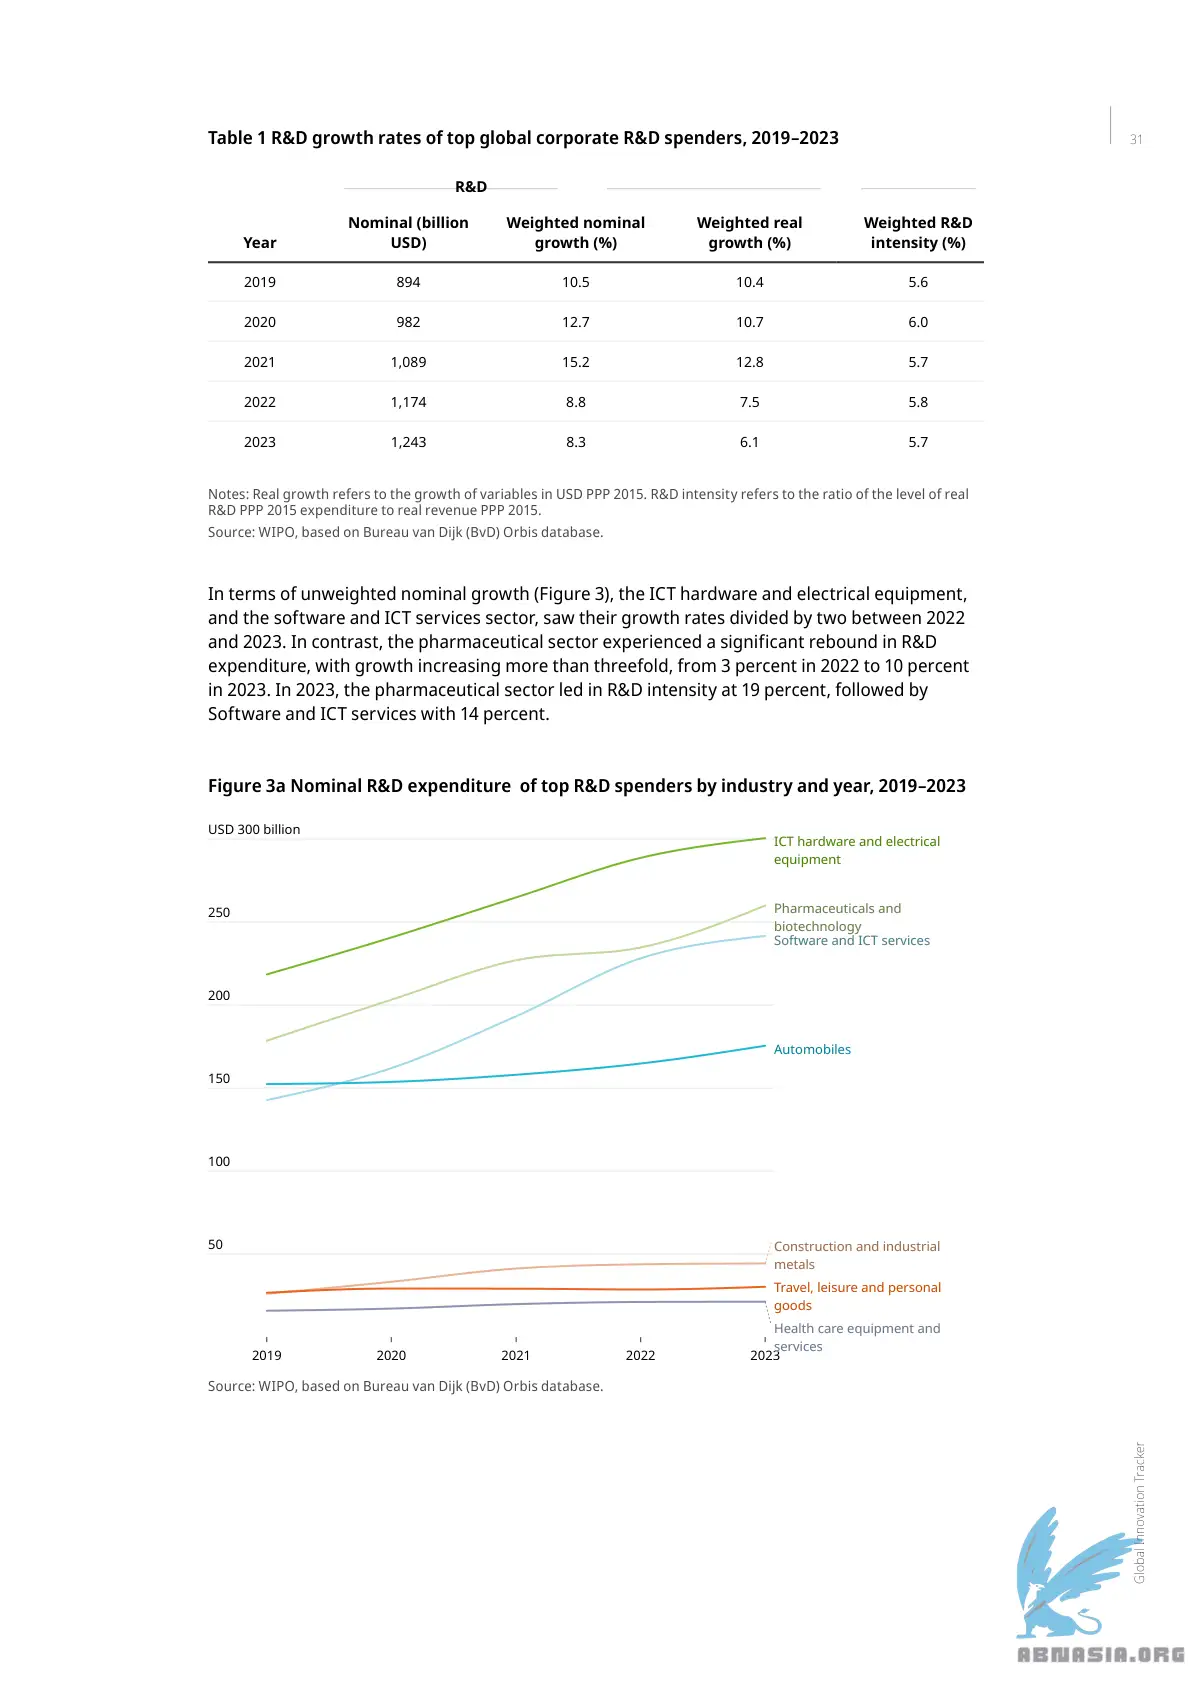 31
Table 1 R&D growth rates of top global corporate R&D spenders, 2019–2023
R&D
Year Nominal (billion USD) Weighted nominal growth (%) Weighted real growth (%) Weighted R&D intensity (%)
2019 894 10.5 10.4 5.6
2020 982 12.7 10.7 6.0
2021 1,089 15.2 12.8 5.7
2022 1,174 8.8 7.5 5.8
2023 1,243 8.3 6.1 5.7
Notes: Real growth refers to the growth of variables in USD PPP 2015. R&D intensity refers to the ratio of the level of real
R&D PPP 2015 expenditure to real revenue PPP 2015.
Source: WIPO, based on Bureau van Dijk (BvD) Orbis database.
In terms of unweighted nominal growth (Figure 3), the ICT hardware and electrical equipment,
and the software and ICT services sector, saw their growth rates divided by two between 2022
and 2023. In contrast, the pharmaceutical sector experienced a significant rebound in R&D
expenditure, with growth increasing more than threefold, from 3 percent in 2022 to 10 percent
in 2023. In 2023, the pharmaceutical sector led in R&D intensity at 19 percent, followed by
Software and ICT services with 14 percent.
Figure 3a Nominal R&D expenditure of top R&D spenders by industry and year, 2019–2023
USD 300 billion
ICT hardware and electrical
equipment
250
Pharmaceuticals and
biotechnology
Software and ICT services
200
Automobiles
150
100
50
Construction and industrial
metals
Travel, leisure and personal
goods
Health care equipment and
services
2019 2020 2021 2022 2023
Source: WIPO, based on Bureau van Dijk (BvD) Orbis database.
Global Innovation Tracker
ABNASIA.ORG